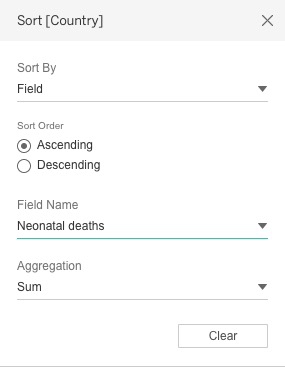 Sort [Country]
Sort By
Field
Sort Order
Ascending
Descending
Field Name
Neonatal deaths
Aggregation
Sum
Clear